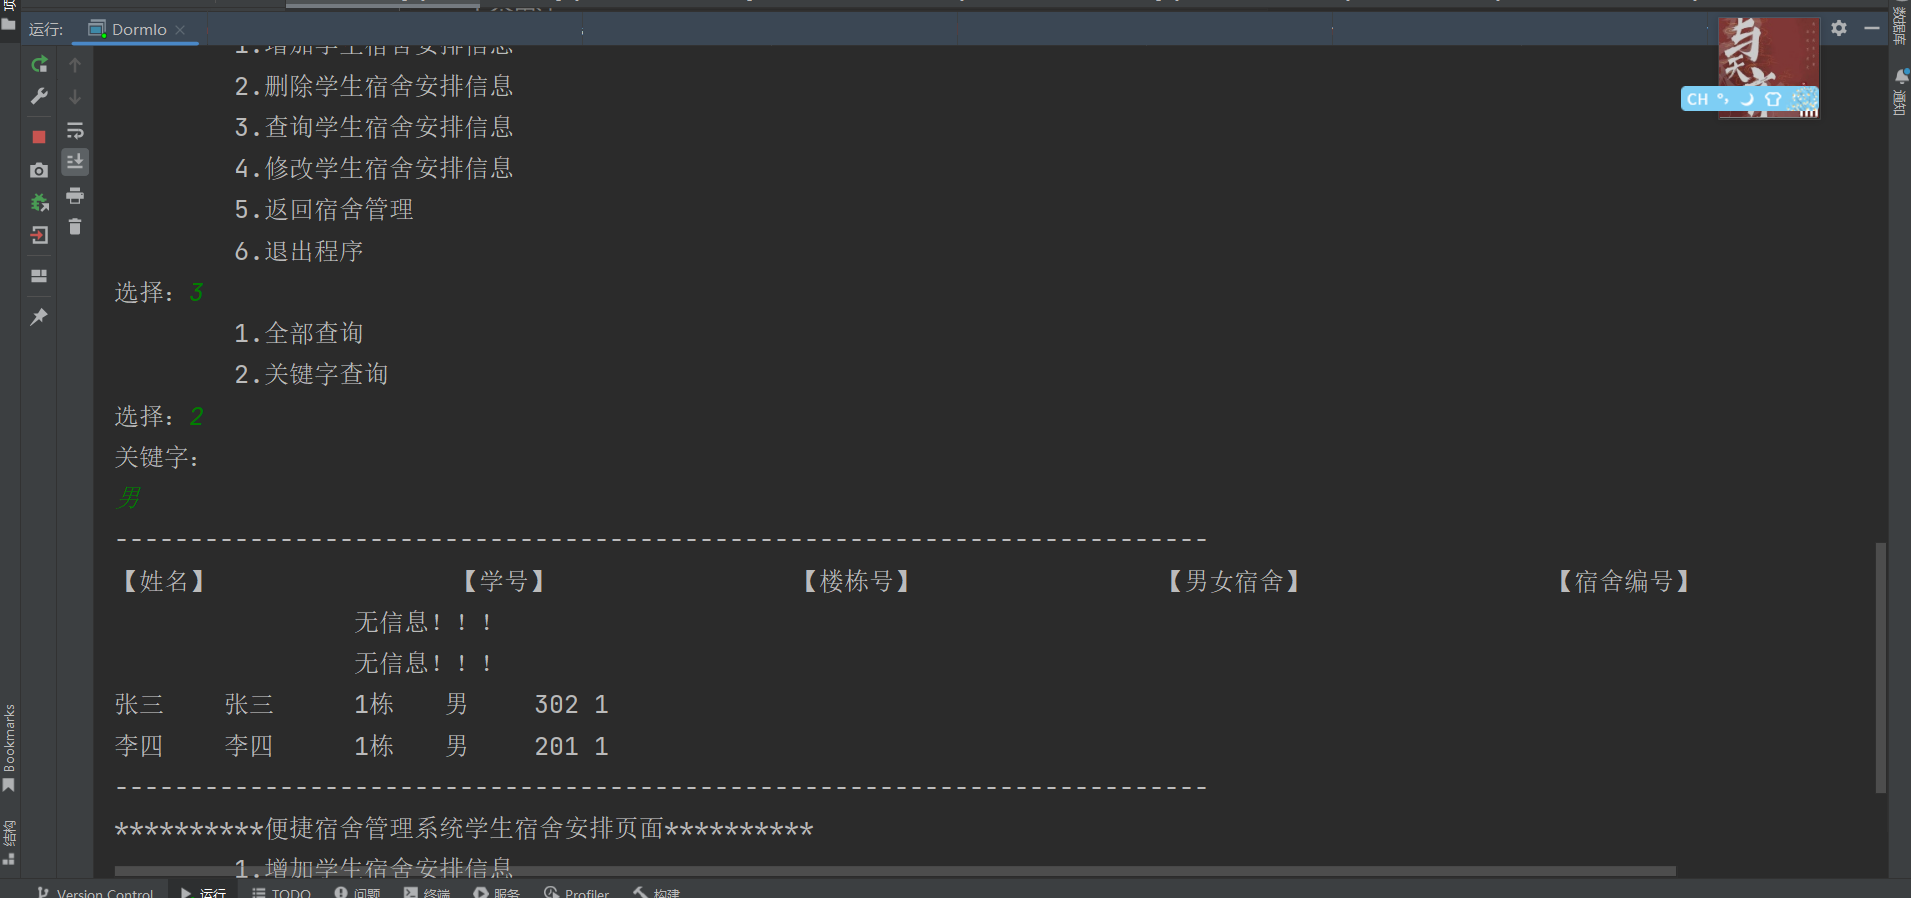 运行:
DormIo
1.增加学生宿舍安排信息
2.删除学生宿舍安排信息
3.查询学生宿舍安排信息
4.修改学生宿舍安排信息
5.返回宿舍管理
6.退出程序
选择：3
1.全部查询
2.关键字查询
选择：2
关键字：
男
-------------------------------------------------------------------------
【姓名】 【学号】 【楼栋号】 【男女宿舍】 【宿舍编号】
无信息！！！
无信息！！！
张三 张三 1栋 男 302 1
李四 李四 1栋 男 201 1
-------------------------------------------------------------------------
**********便捷宿舍管理系统学生宿舍安排页面**********
1.增加学生宿舍安排信息
Version Control 运行 TODO 问题 终端 服务 Profiler 构建
Bookmarks
结构
数据库
通知
CH